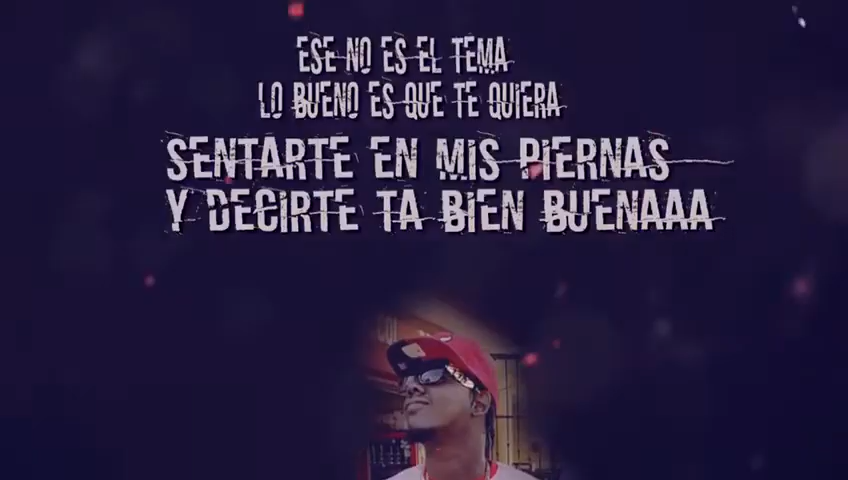 ESE NO ES EL TEMA
LO BUENO ES QUE TE QUIERA
SENTARTE EN MIS PIERNAS
Y DECIRTE TA BIEN BUENAAA